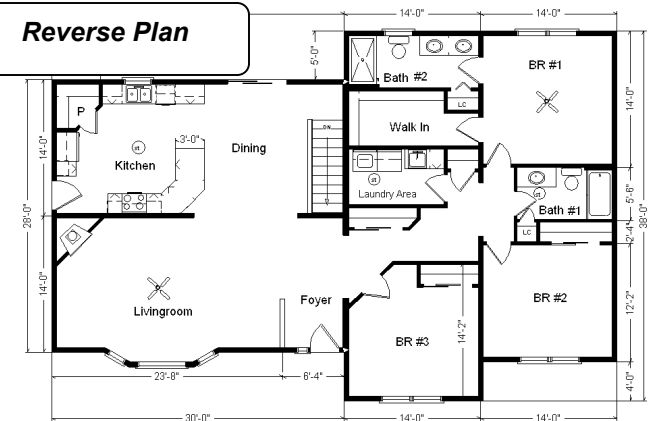 Reverse Plan
14'-0"
14'-0"
5'-0"
Bath #2
BR #1
LC
P
3'-0"
Walk In
14'-0"
14'-0"
Kitchen
Dining
DN
Laundry Area
Bath #1
5'-6"
LC
2'-4"
28'-0"
38'-0"
14'-0"
Livingroom
Foyer
BR #2
12'-2"
BR #3
14'-2"
23'-8"
6'-4"
4'-0"
30'-0"
14'-0"
14'-0"